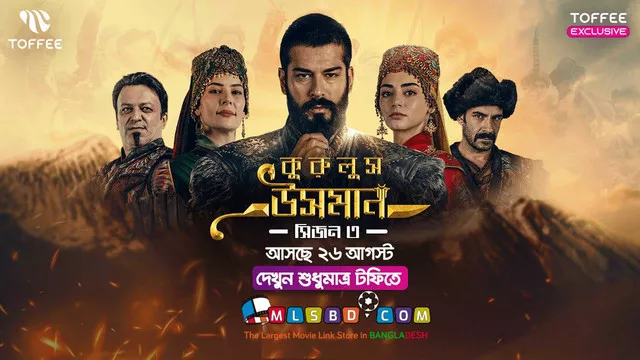 TOFFEE
TOFFEE
EXCLUSIVE
কুরুলুস
উসমান
সিজন ৩
আসছে ২৬ আগস্ট
দেখুন শুধুমাত্র টফিতে
MLSBD.COM
The Largest Movie Link Store in BANGLADESH